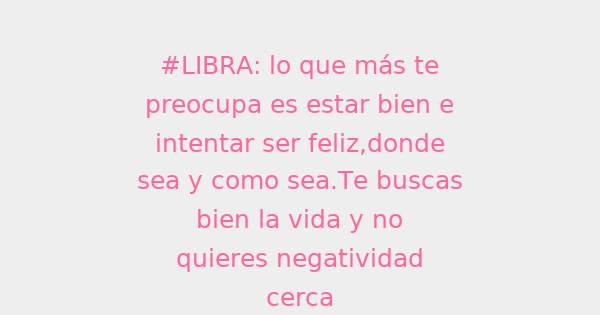 #LIBRA: lo que más te
preocupa es estar bien e
intentar ser feliz,donde
sea y como sea.Te buscas
bien la vida y no
quieres negatividad
cerca